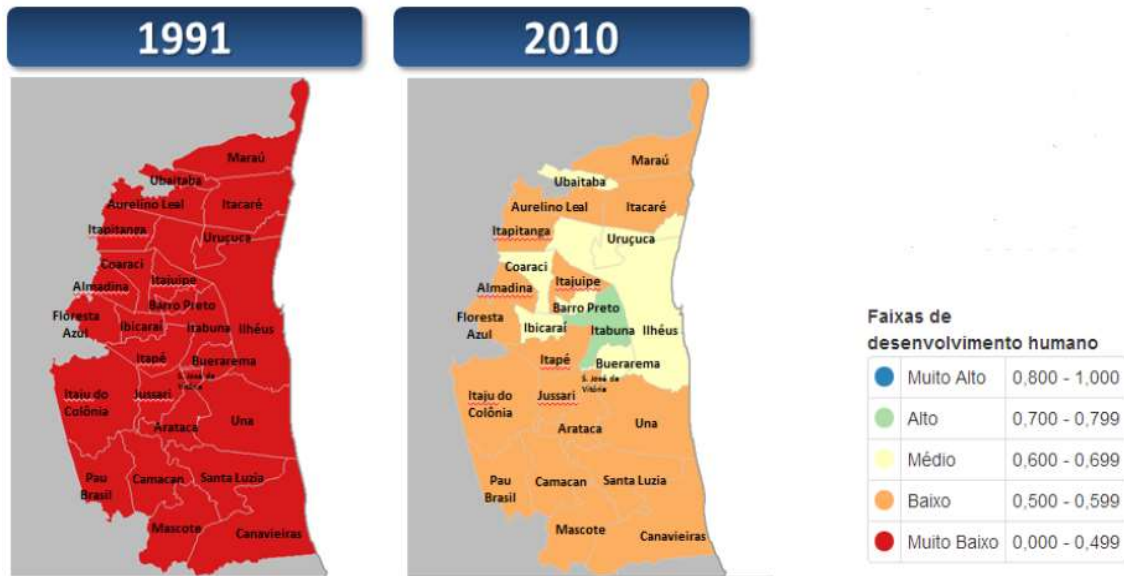 1991
Maraú
Ubaitaba
Aurelino Leal
Itacaré
Itapitanga
Uruçuca
Coaraci
Almadina
Itajuipe
Barro Preto
Floresta
Azul
Ibicaraí
Itabuna
Ilhéus
Itapé
Buerarema
S. José da
Vitória
Itaju do
Colônia
Jussari
Arataca
Una
Pau
Brasil
Camacan
Santa Luzia
Mascote
Canavieiras
2010
Maraú
Ubaitaba
Aurelino Leal
Itacaré
Itapitanga
Uruçuca
Coaraci
Almadina
Itajuipe
Barro Preto
Floresta
Azul
Ibicaraí
Itabuna
Ilhéus
Itapé
Buerarema
S. José da
Vitória
Itaju do
Colônia
Jussari
Arataca
Una
Pau
Brasil
Camacan
Santa Luzia
Mascote
Canavieiras
Faixas de
desenvolvimento humano
Muito Alto 0,800 - 1,000
Alto 0,700 - 0,799
Médio 0,600 - 0,699
Baixo 0,500 - 0,599
Muito Baixo 0,000 - 0,499